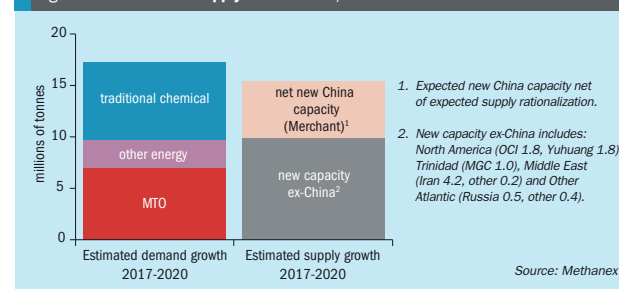 supply
20
15
10
5
0
millions of tonnes
traditional chemical
other energy
MTO
net new China
capacity
(Merchant)1
new capacity
ex-China2
Estimated demand growth
2017-2020
Estimated supply growth
2017-2020
1. Expected new China capacity net
of expected supply rationalization.
2. New capacity ex-China includes:
North America (OCI 1.8, Yuhuang 1.8)
Trinidad (MGC 1.0), Middle East
(Iran 4.2, other 0.2) and Other
Atlantic (Russia 0.5, other 0.4).
Source: Methanex